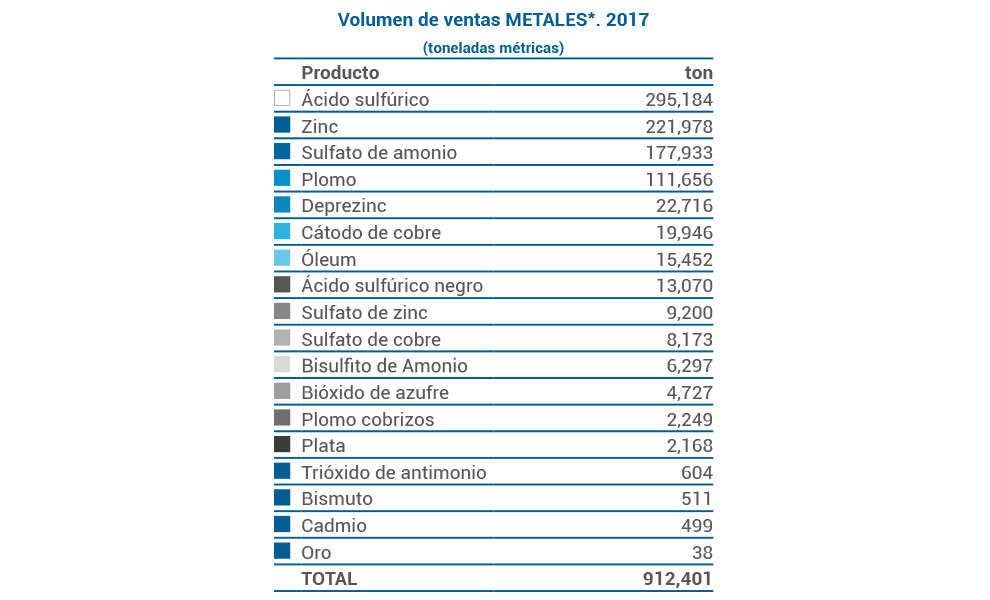 Volumen de ventas METALES*. 2017
(toneladas métricas)
Producto ton
Ácido sulfúrico 295,184
Zinc 221,978
Sulfato de amonio 177,933
Plomo 111,656
Deprezinc 22,716
Cátodo de cobre 19,946
Óleum 15,452
Ácido sulfúrico negro 13,070
Sulfato de zinc 9,200
Sulfato de cobre 8,173
Bisulfito de Amonio 6,297
Bióxido de azufre 4,727
Plomo cobrizos 2,249
Plata 2,168
Trióxido de antimonio 604
Bismuto 511
Cadmio 499
Oro 38
TOTAL 912,401